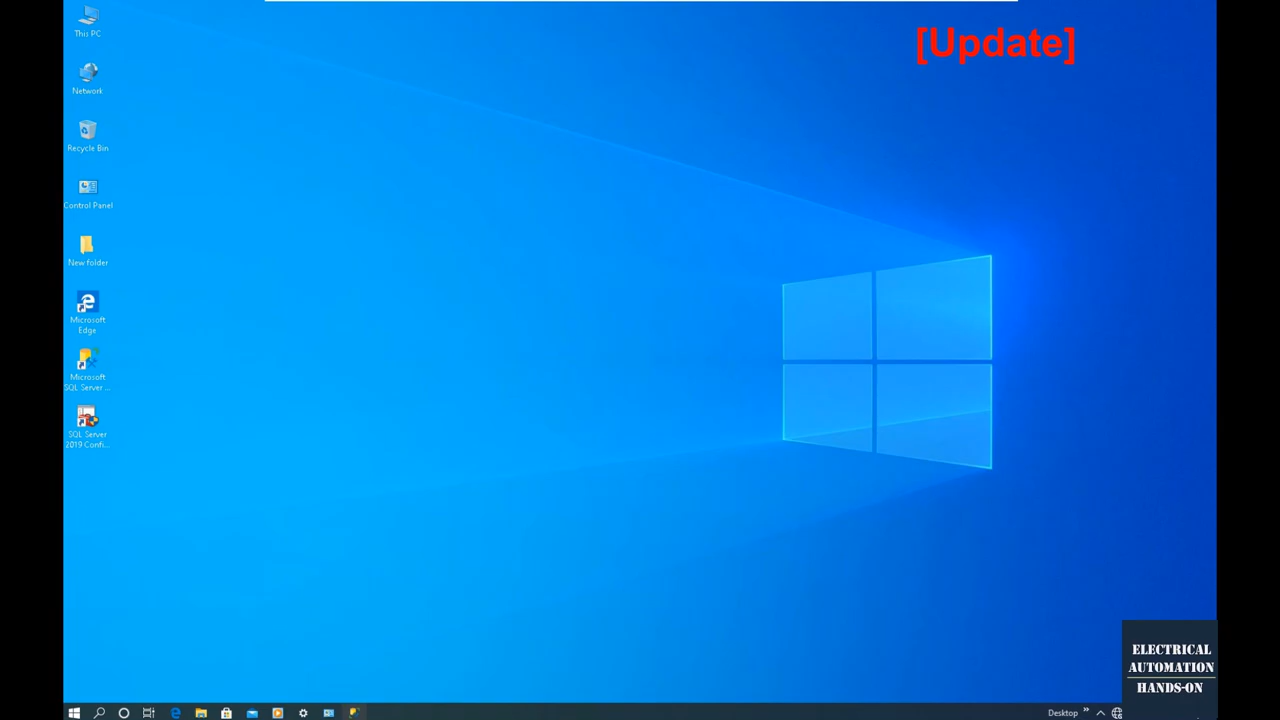 This PC
[Update]
Network
Recycle Bin
Control Panel
New folder
Microsoft
Edge
Microsoft
SQL Server ...
SQL Server
2019 Confi...
ELECTRICAL
AUTOMATION
HANDS-ON
Desktop